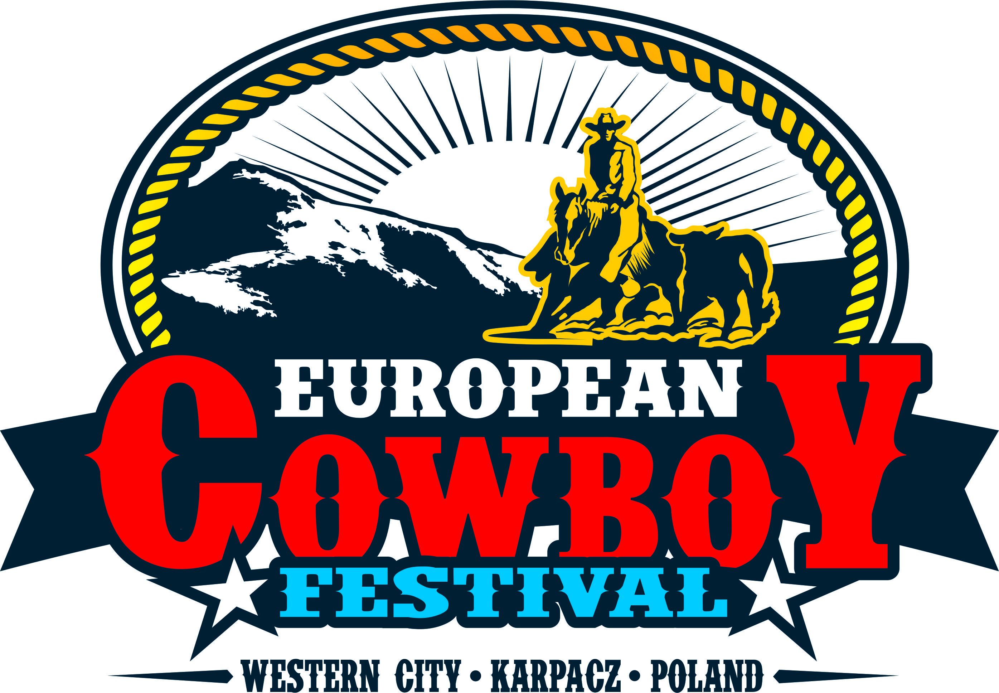 EUROPEAN
COWBOY
FESTIVAL
WESTERN CITY • KARPACZ • POLAND